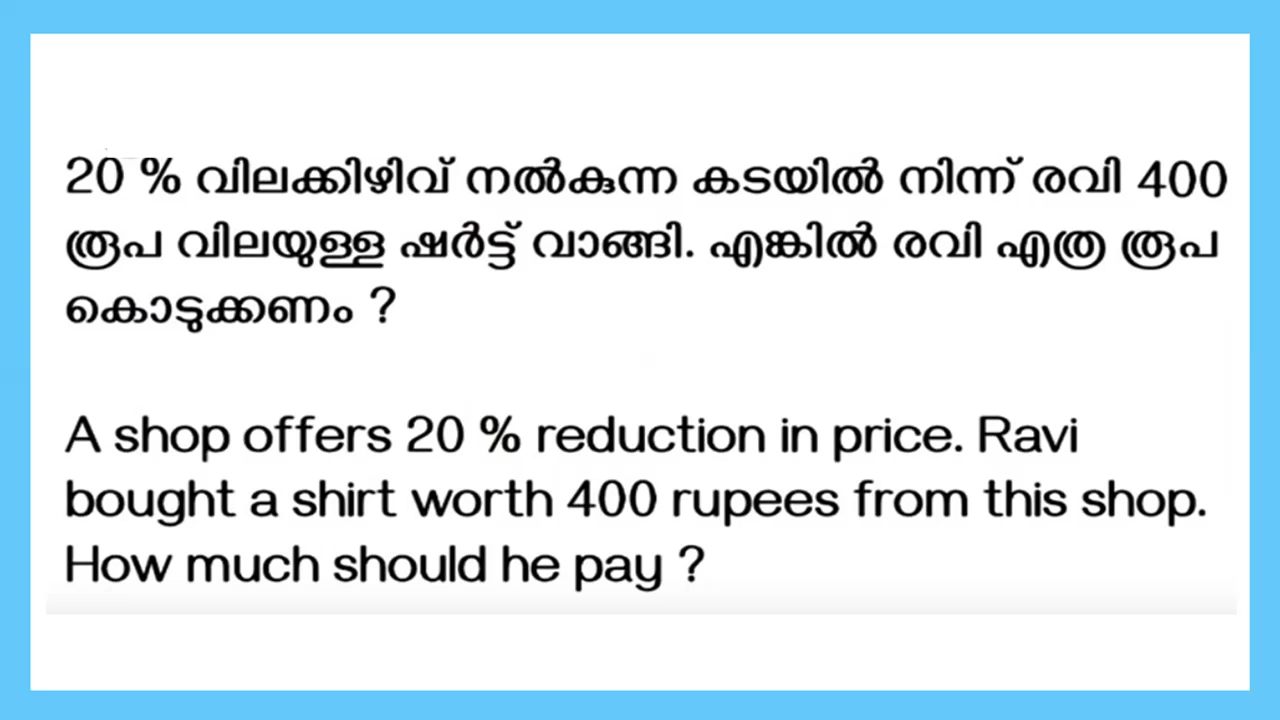 20 % വിലക്കിഴിവ് നൽകുന്ന കടയിൽ നിന്ന് രവി 400
രൂപ വിലയുള്ള ഷർട്ട് വാങ്ങി. എങ്കിൽ രവി എത്ര രൂപ
കൊടുക്കണം ?
A shop offers 20 % reduction in price. Ravi
bought a shirt worth 400 rupees from this shop.
How much should he pay ?